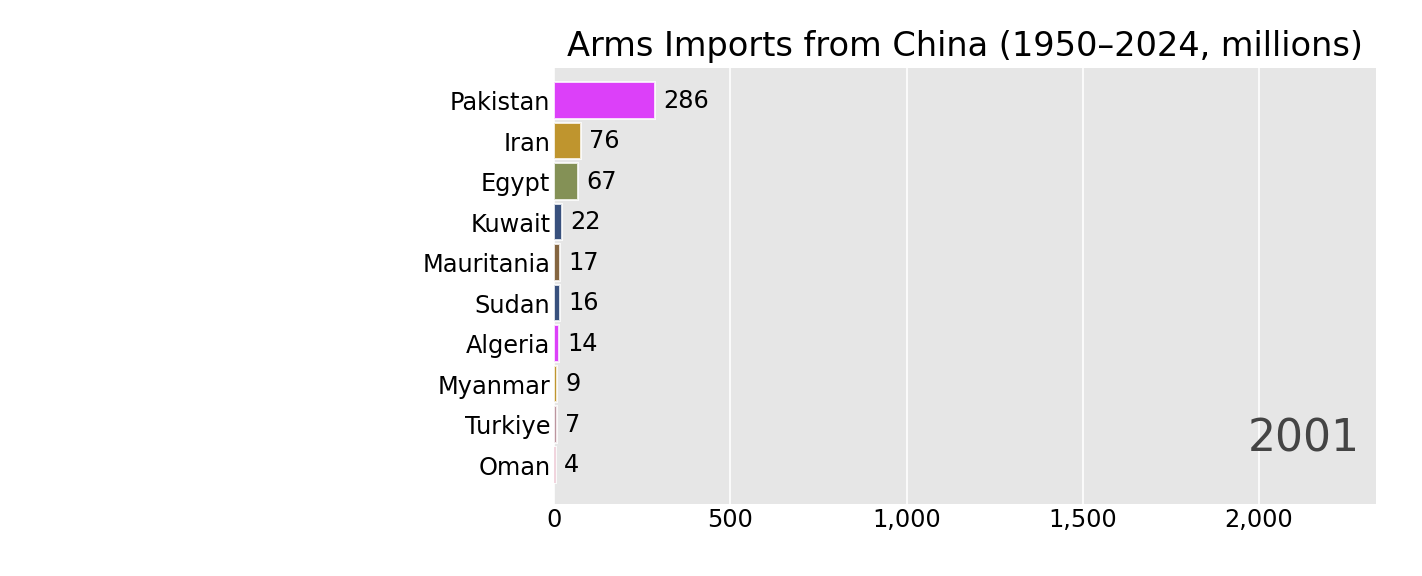 Arms Imports from China (1950–2024, millions)
Pakistan 286
Iran 76
Egypt 67
Kuwait 22
Mauritania 17
Sudan 16
Algeria 14
Myanmar 9
Turkiye 7
Oman 4
2001
0 500 1,000 1,500 2,000